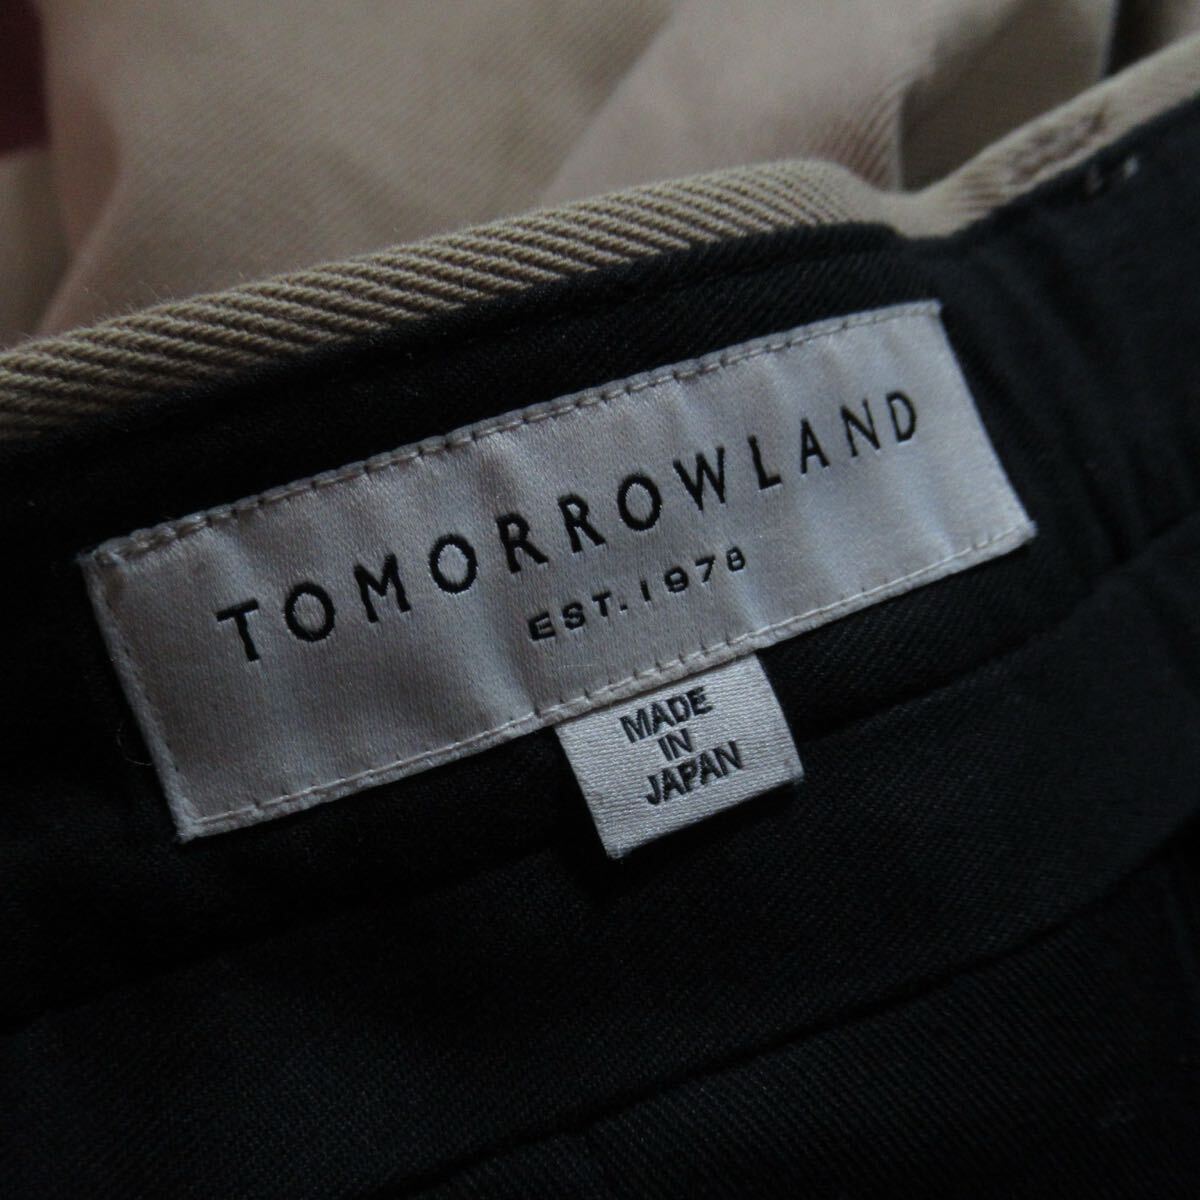 TOMORROWLAND
EST. 1978
MADE
IN
JAPAN